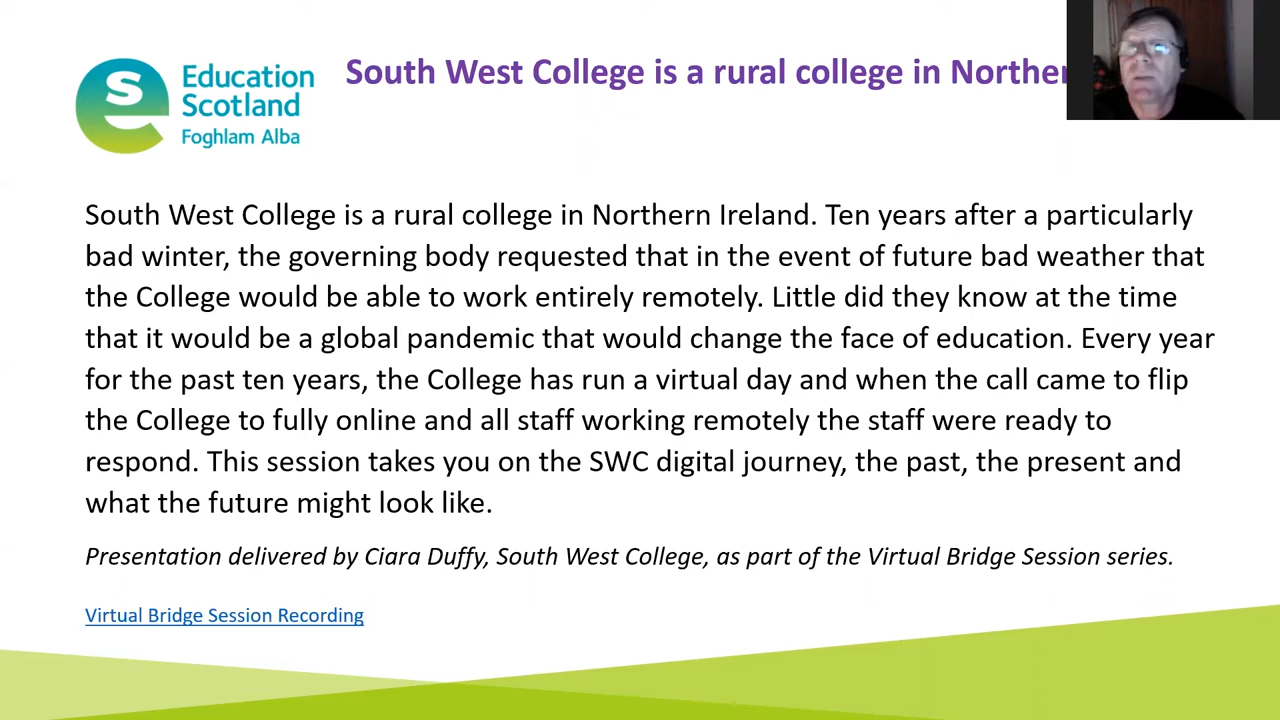 Education
Scotland
Foghlam Alba
South West College is a rural college in Norther
South West College is a rural college in Northern Ireland. Ten years after a particularly
bad winter, the governing body requested that in the event of future bad weather that
the College would be able to work entirely remotely. Little did they know at the time
that it would be a global pandemic that would change the face of education. Every year
for the past ten years, the College has run a virtual day and when the call came to flip
the College to fully online and all staff working remotely the staff were ready to
respond. This session takes you on the SWC digital journey, the past, the present and
what the future might look like.
Presentation delivered by Ciara Duffy, South West College, as part of the Virtual Bridge Session series.
Virtual Bridge Session Recording